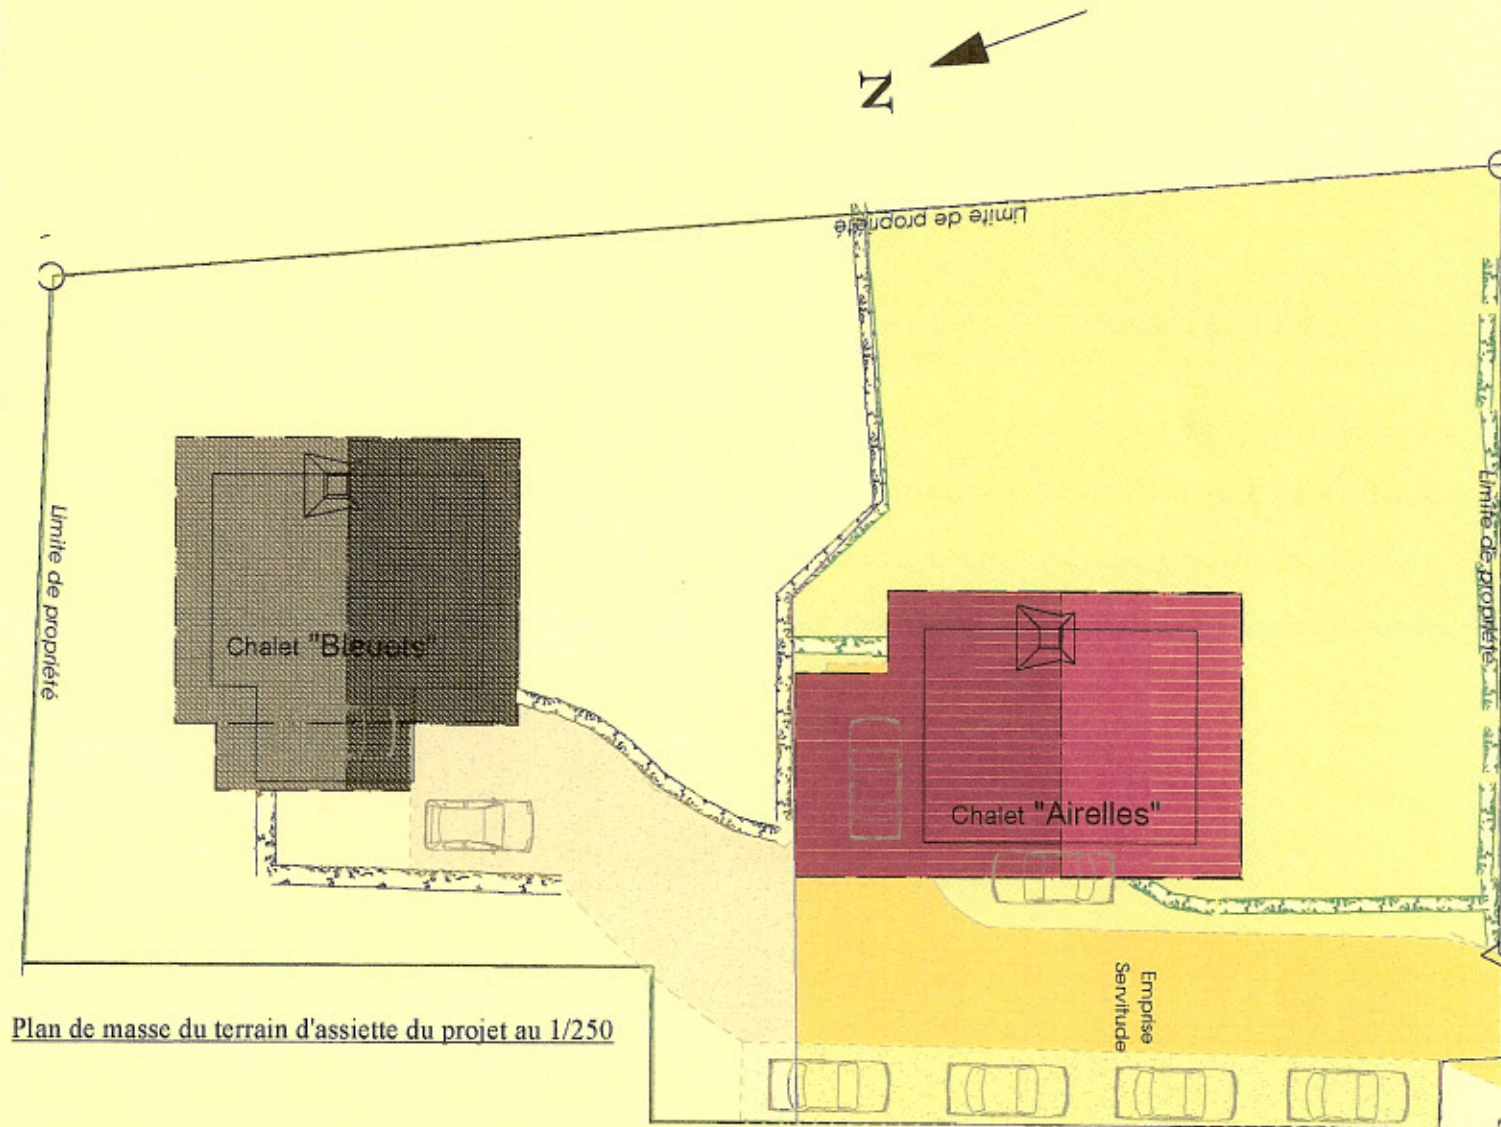 N
Limite de propriété
Limite de propriété
Limite de propriété
Chalet "Bleuets"
Chalet "Airelles"
Emprise
Servitude
Plan de masse du terrain d'assiette du projet au 1/250